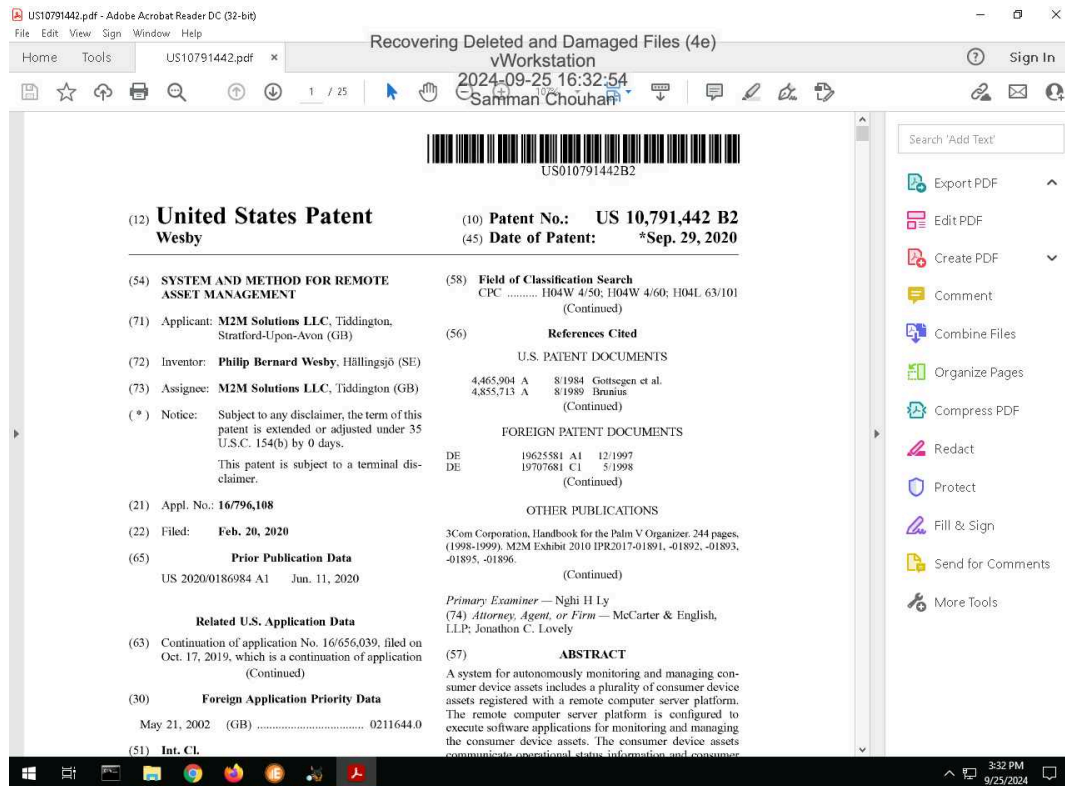 US10791442.pdf - Adobe Acrobat Reader DC (32-bit)
File Edit View Sign Window Help
Recovering Deleted and Damaged Files (4e)
vWorkstation
2024-09-25 16:32:54
Samman Chouhan
Home Tools US10791442.pdf × Sign In
1 / 25
Search 'Add Text'
Export PDF
Edit PDF
Create PDF
Comment
Combine Files
Organize Pages
Compress PDF
Redact
Protect
Fill & Sign
Send for Comments
More Tools
US010791442B2
(12) United States Patent
Wesby
(10) Patent No.: US 10,791,442 B2
(45) Date of Patent: *Sep. 29, 2020
(54) SYSTEM AND METHOD FOR REMOTE
ASSET MANAGEMENT
(71) Applicant: M2M Solutions LLC, Tiddington,
Stratford-Upon-Avon (GB)
(72) Inventor: Philip Bernard Wesby, Hällingsjö (SE)
(73) Assignee: M2M Solutions LLC, Tiddington (GB)
( * ) Notice: Subject to any disclaimer, the term of this
patent is extended or adjusted under 35
U.S.C. 154(b) by 0 days.
This patent is subject to a terminal dis-
claimer.
(21) Appl. No.: 16/796,108
(22) Filed: Feb. 20, 2020
(65) Prior Publication Data
US 2020/0186984 A1 Jun. 11, 2020
Related U.S. Application Data
(63) Continuation of application No. 16/656,039, filed on
Oct. 17, 2019, which is a continuation of application
(Continued)
(30) Foreign Application Priority Data
May 21, 2002 (GB) .................................. 0211644.0
(51) Int. Cl.
(58) Field of Classification Search
CPC .......... H04W 4/50; H04W 4/60; H04L 63/101
(Continued)
(56) References Cited
U.S. PATENT DOCUMENTS
4,465,904 A 8/1984 Gottsegen et al.
4,855,713 A 8/1989 Brunius
(Continued)
FOREIGN PATENT DOCUMENTS
DE 19625581 A1 12/1997
DE 19707681 C1 5/1998
(Continued)
OTHER PUBLICATIONS
3Com Corporation, Handbook for the Palm V Organizer. 244 pages,
(1998-1999). M2M Exhibit 2010 IPR2017-01891, -01892, -01893,
-01895, -01896.
(Continued)
Primary Examiner — Nghi H Ly
(74) Attorney, Agent, or Firm — McCarter & English,
LLP; Jonathon C. Lovely
(57) ABSTRACT
A system for autonomously monitoring and managing con-
sumer device assets includes a plurality of consumer device
assets registered with a remote computer server platform.
The remote computer server platform is configured to
execute software applications for monitoring and managing
the consumer device assets. The consumer device assets
communicate operational status information and consumer
3:32 PM
9/25/2024